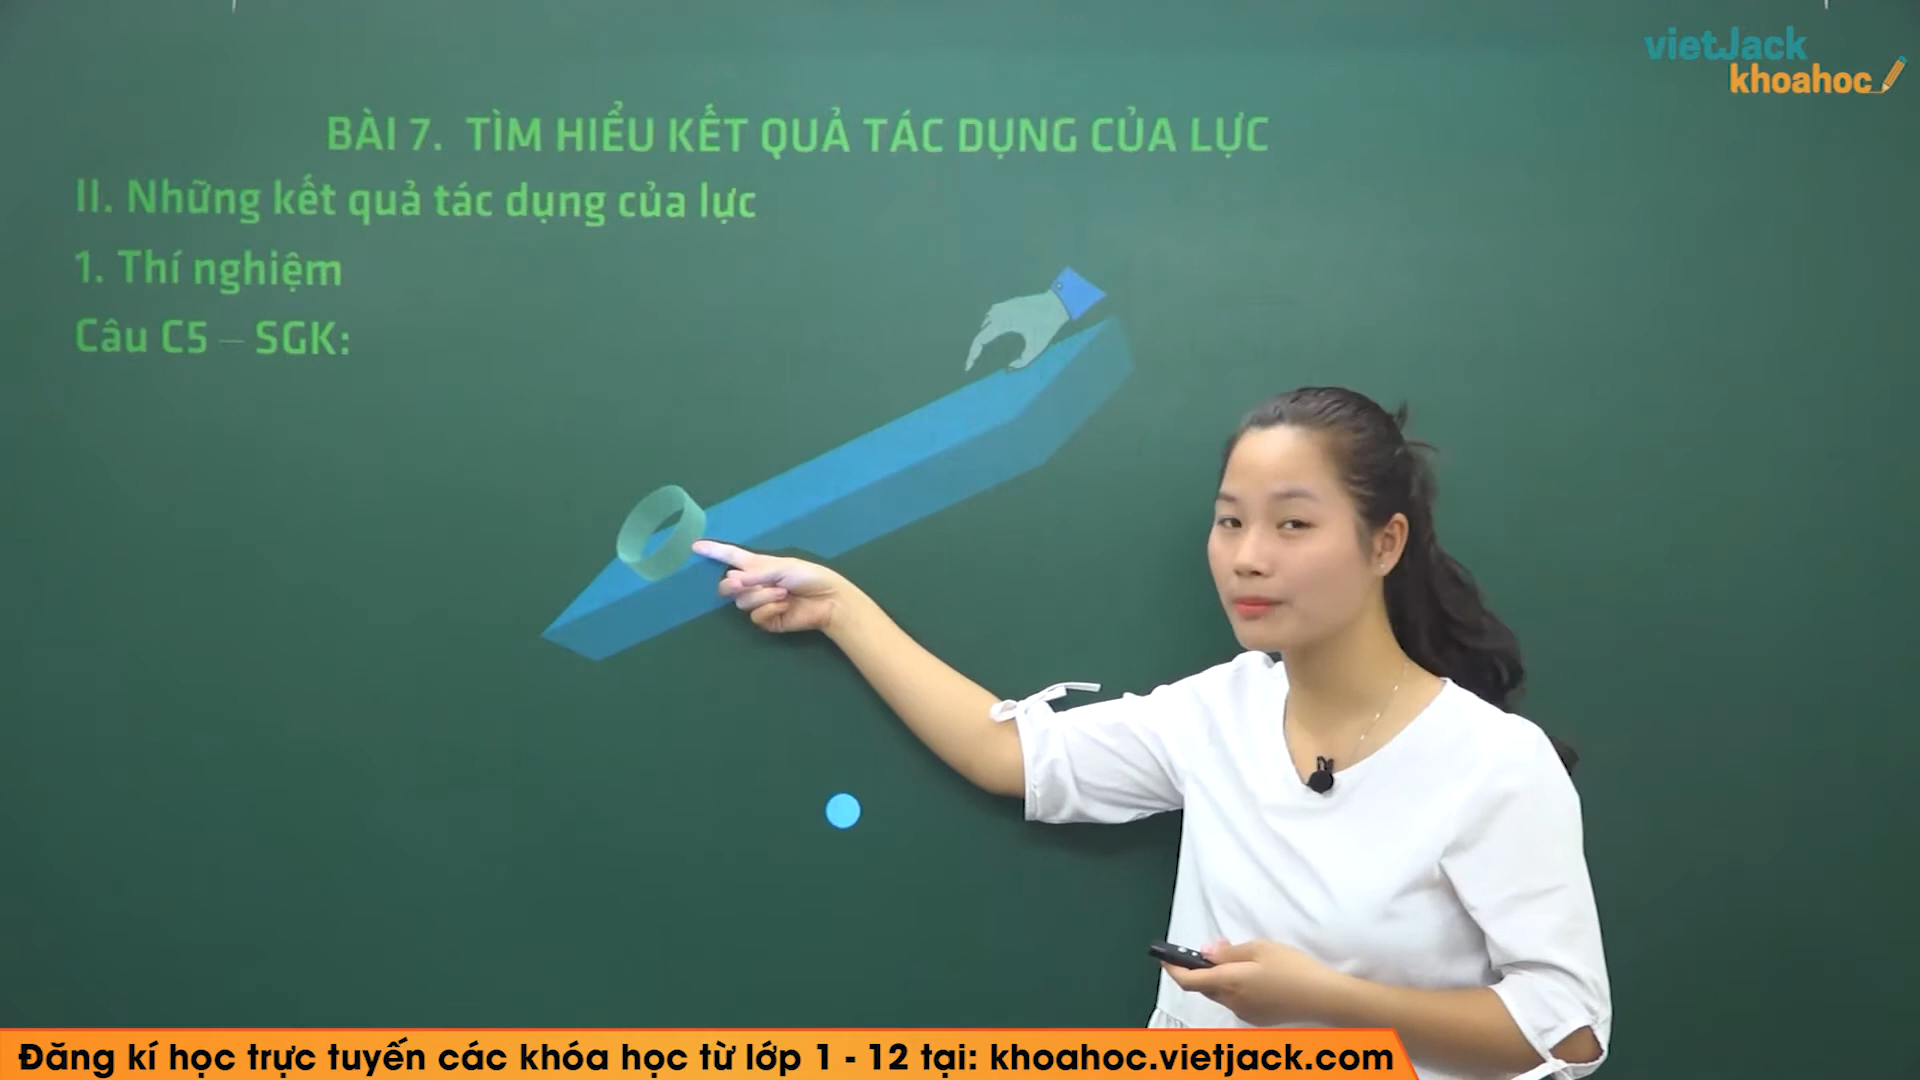 vietJack
khoahoc
BÀI 7. TÌM HIỂU KẾT QUẢ TÁC DỤNG CỦA LỰC
II. Những kết quả tác dụng của lực
1. Thí nghiệm
Câu C5 – SGK:
Đăng kí học trực tuyến các khóa học từ lớp 1 - 12 tại: khoahoc.vietjack.com